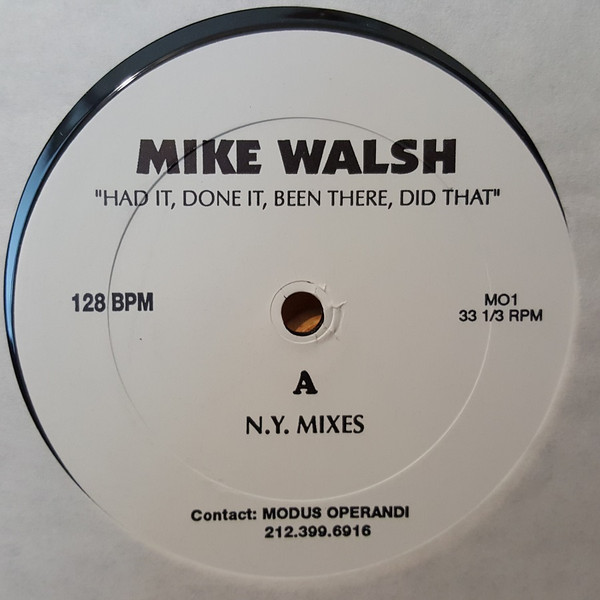 MIKE WALSH
"HAD IT, DONE IT, BEEN THERE, DID THAT"
128 BPM
MO1
33 1/3 RPM
A
N.Y. MIXES
Contact: MODUS OPERANDI
212.399.6916